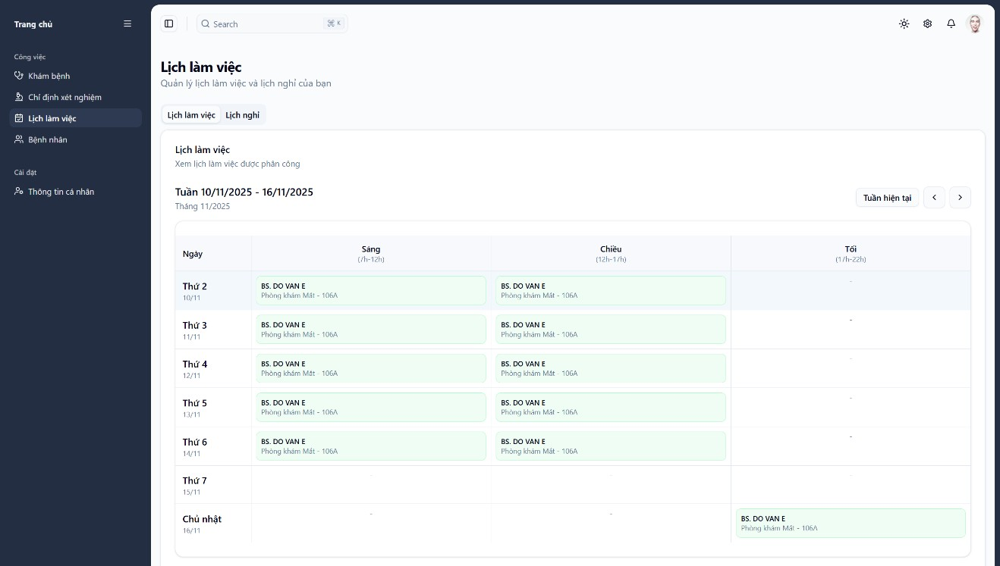 Trang chủ
Search
⌘ K
Công việc
Khám bệnh
Chỉ định xét nghiệm
Lịch làm việc
Bệnh nhân
Cài đặt
Thông tin cá nhân
Lịch làm việc
Quản lý lịch làm việc và lịch nghỉ của bạn
Lịch làm việc Lịch nghỉ
Lịch làm việc
Xem lịch làm việc được phân công
Tuần 10/11/2025 - 16/11/2025
Tháng 11/2025
Tuần hiện tại
Ngày
Sáng
(7h-12h)
Chiều
(12h-17h)
Tối
(17h-22h)
Thứ 2
10/11
BS. DO VAN E
Phòng khám Mắt - 106A
BS. DO VAN E
Phòng khám Mắt - 106A
-
Thứ 3
11/11
BS. DO VAN E
Phòng khám Mắt - 106A
BS. DO VAN E
Phòng khám Mắt - 106A
-
Thứ 4
12/11
BS. DO VAN E
Phòng khám Mắt - 106A
BS. DO VAN E
Phòng khám Mắt - 106A
-
Thứ 5
13/11
BS. DO VAN E
Phòng khám Mắt - 106A
BS. DO VAN E
Phòng khám Mắt - 106A
-
Thứ 6
14/11
BS. DO VAN E
Phòng khám Mắt - 106A
BS. DO VAN E
Phòng khám Mắt - 106A
-
Thứ 7
15/11
-
-
-
Chủ nhật
16/11
-
-
BS. DO VAN E
Phòng khám Mắt - 106A